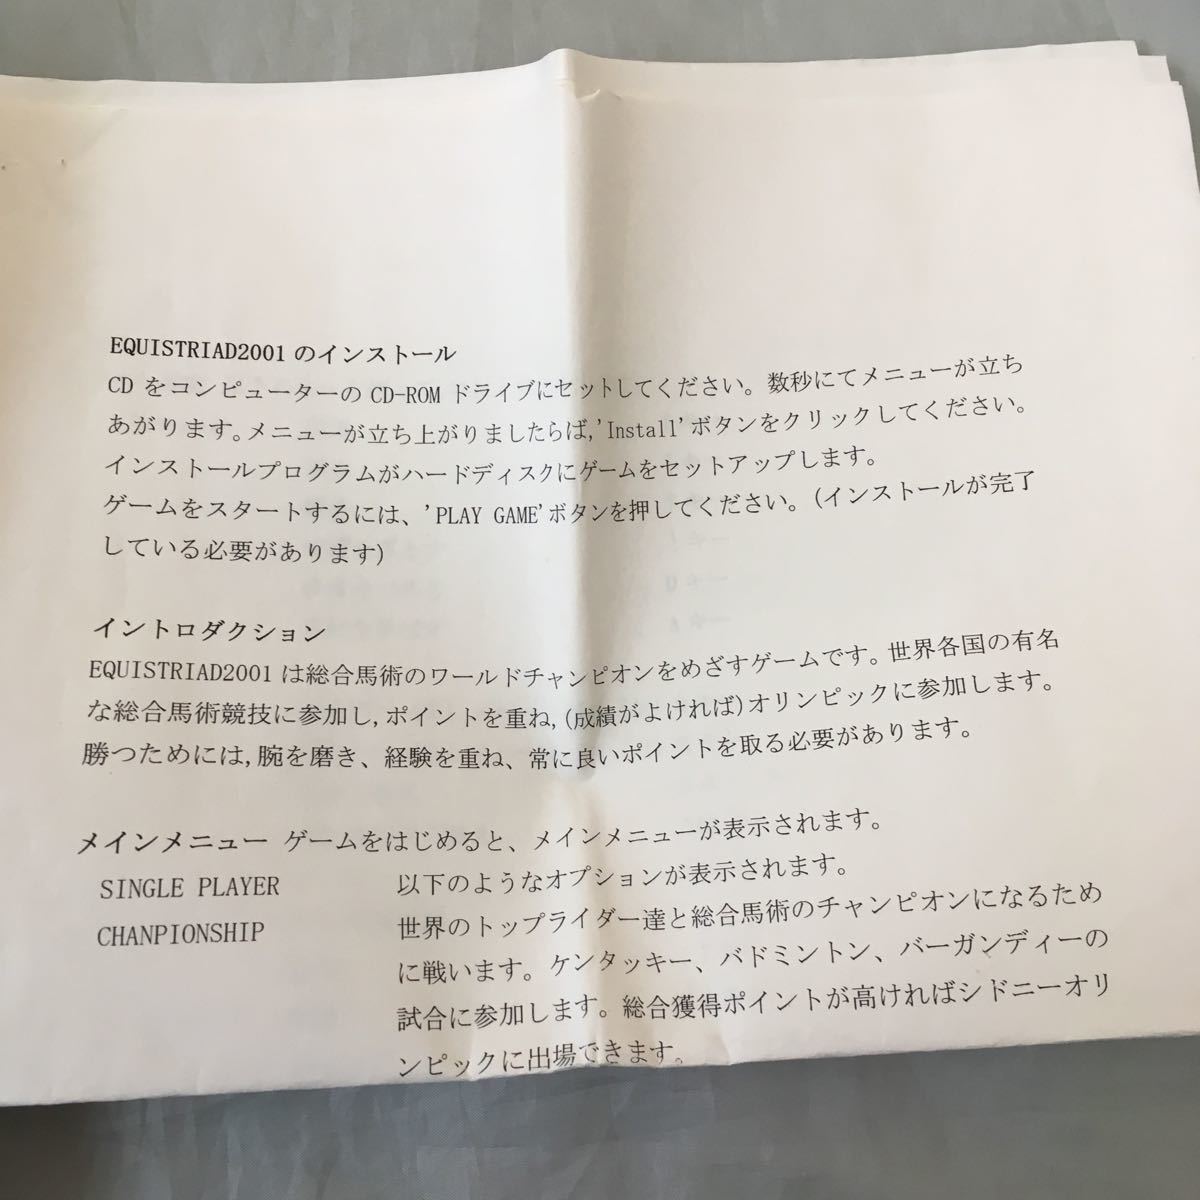 EQUISTRIAD2001のインストール
CD をコンピューターの CD-ROM ドライブにセットしてください。数秒にてメニューが立ち
あがります。メニューが立ち上がりましたらば,'Install'ボタンをクリックしてください。
インストールプログラムがハードディスクにゲームをセットアップします。
ゲームをスタートするには、'PLAY GAME'ボタンを押してください。(インストールが完了
している必要があります)
イントロダクション
EQUISTRIAD2001 は総合馬術のワールドチャンピオンをめざすゲームです。世界各国の有名
な総合馬術競技に参加し,ポイントを重ね,(成績がよければ)オリンピックに参加します。
勝つためには,腕を磨き、経験を重ね、常に良いポイントを取る必要があります。
メインメニュー ゲームをはじめると、メインメニューが表示されます。
SINGLE PLAYER 以下のようなオプションが表示されます。
CHANPIONSHIP 世界のトップライダー達と総合馬術のチャンピオンになるため
に戦います。ケンタッキー、バドミントン、バーガンディーの
試合に参加します。総合獲得ポイントが高ければシドニーオリ
ンピックに出場できます。